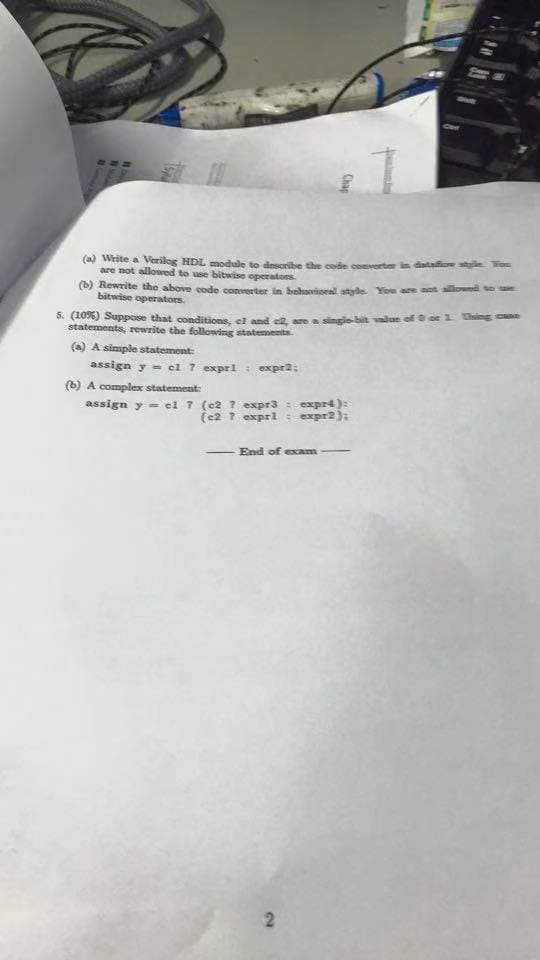 Chap
Ctrl
(a) Write a Verilog HDL module to describe the code converter in dataflow style. You
are not allowed to use bitwise operators.
(b) Rewrite the above code converter in behavioral style. You are not allowed to use
bitwise operators.
5. (10%) Suppose that conditions, c1 and c2, are a single-bit value of 0 or 1. Using case
statements, rewrite the following statements.
(a) A simple statement:
assign y = c1 ? expr1 : expr2;
(b) A complex statement:
assign y = c1 ? (c2 ? expr3 : expr4):
(c2 ? expr1 : expr2);
End of exam
2